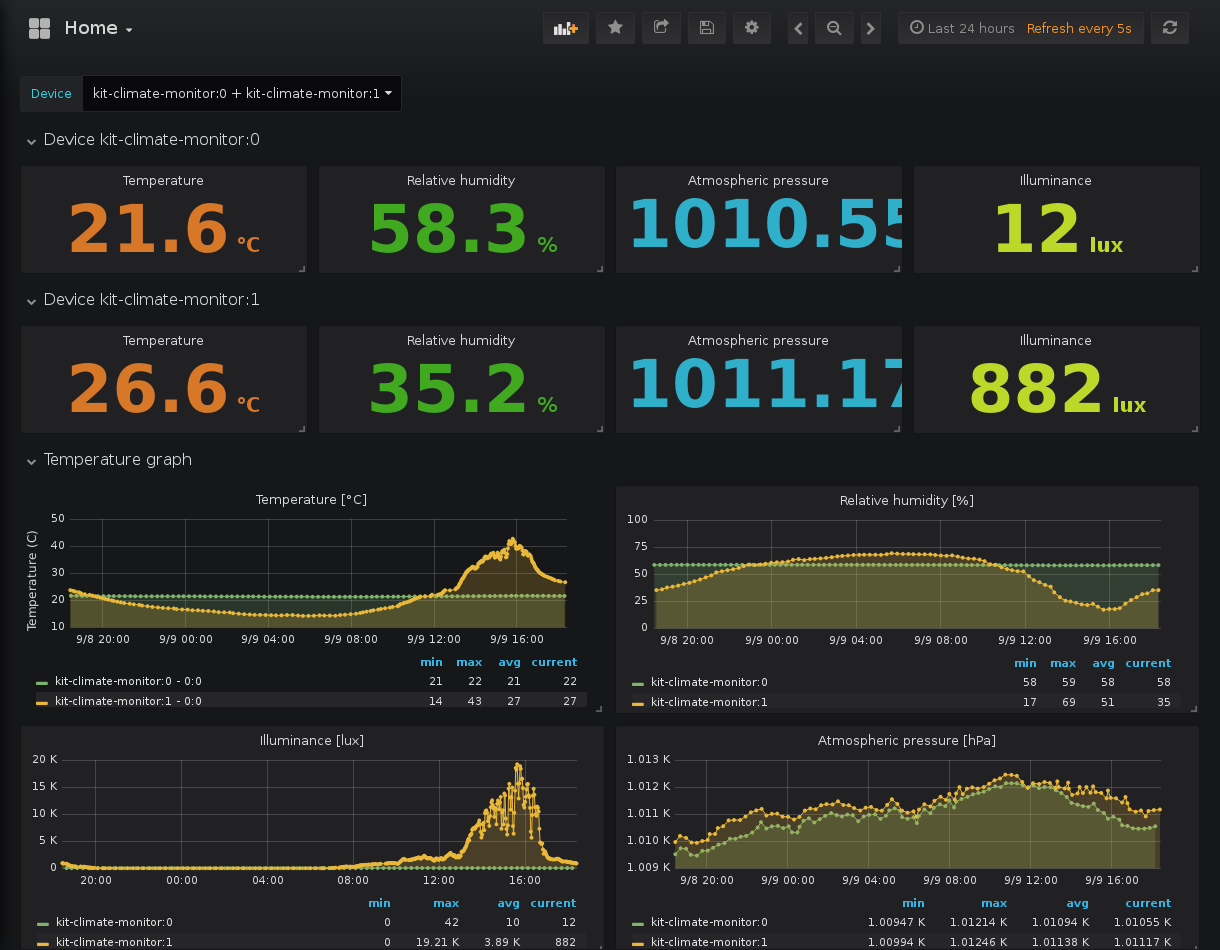 Home
Last 24 hours Refresh every 5s
Device kit-climate-monitor:0 + kit-climate-monitor:1
Device kit-climate-monitor:0
Temperature Relative humidity Atmospheric pressure Illuminance
21.6 °C 58.3 % 1010.55 12 lux
Device kit-climate-monitor:1
Temperature Relative humidity Atmospheric pressure Illuminance
26.6 °C 35.2 % 1011.17 882 lux
Temperature graph
Temperature [°C]
Temperature (C)
50
40
30
20
10
9/8 20:00 9/9 00:00 9/9 04:00 9/9 08:00 9/9 12:00 9/9 16:00
min max avg current
kit-climate-monitor:0 - 0:0 21 22 21 22
kit-climate-monitor:1 - 0:0 14 43 27 27
Relative humidity [%]
100
75
50
25
0
9/8 20:00 9/9 00:00 9/9 04:00 9/9 08:00 9/9 12:00 9/9 16:00
min max avg current
kit-climate-monitor:0 58 59 58 58
kit-climate-monitor:1 17 69 51 35
Illuminance [lux]
20 K
15 K
10 K
5 K
0
20:00 00:00 04:00 08:00 12:00 16:00
min max avg current
kit-climate-monitor:0 0 42 10 12
kit-climate-monitor:1 0 19.21 K 3.89 K 882
Atmospheric pressure [hPa]
1.013 K
1.012 K
1.011 K
1.010 K
1.009 K
9/8 20:00 9/9 00:00 9/9 04:00 9/9 08:00 9/9 12:00 9/9 16:00
min max avg current
kit-climate-monitor:0 1.00947 K 1.01214 K 1.01094 K 1.01055 K
kit-climate-monitor:1 1.00994 K 1.01246 K 1.01138 K 1.01117 K